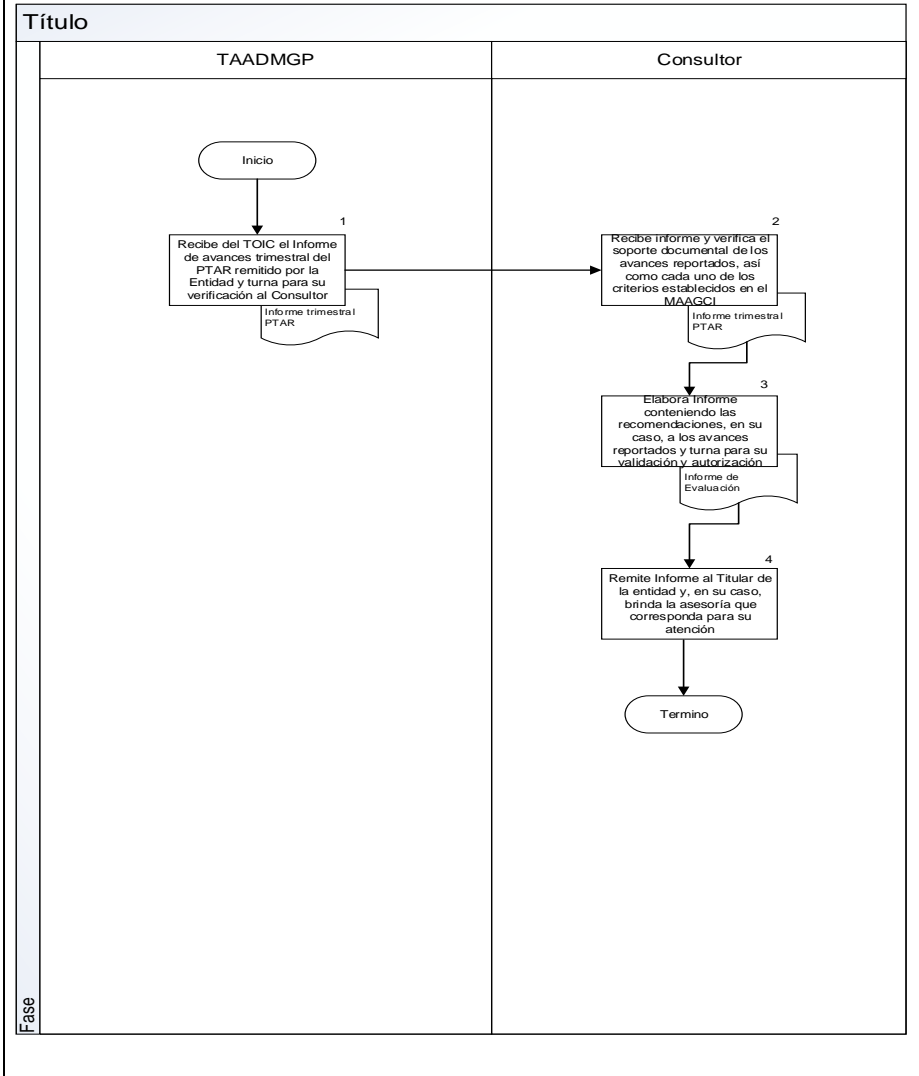 Título
TAADMGP
Consultor
Inicio
1
Recibe del TOIC el Informe
de avances trimestral del
PTAR remitido por la
Entidad y turna para su
verificación al Consultor
Informe trimestral
PTAR
2
Recibe informe y verifica el
soporte documental de los
avances reportados, así
como cada uno de los
criterios establecidos en el
MAAGCI
Informe trimestral
PTAR
3
Elabora Informe
conteniendo las
recomendaciones, en su
caso, a los avances
reportados y turna para su
validación y autorización
Informe de
Evaluación
4
Remite Informe al Titular de
la entidad y, en su caso,
brinda la asesoría que
corresponda para su
atención
Termino
Fase